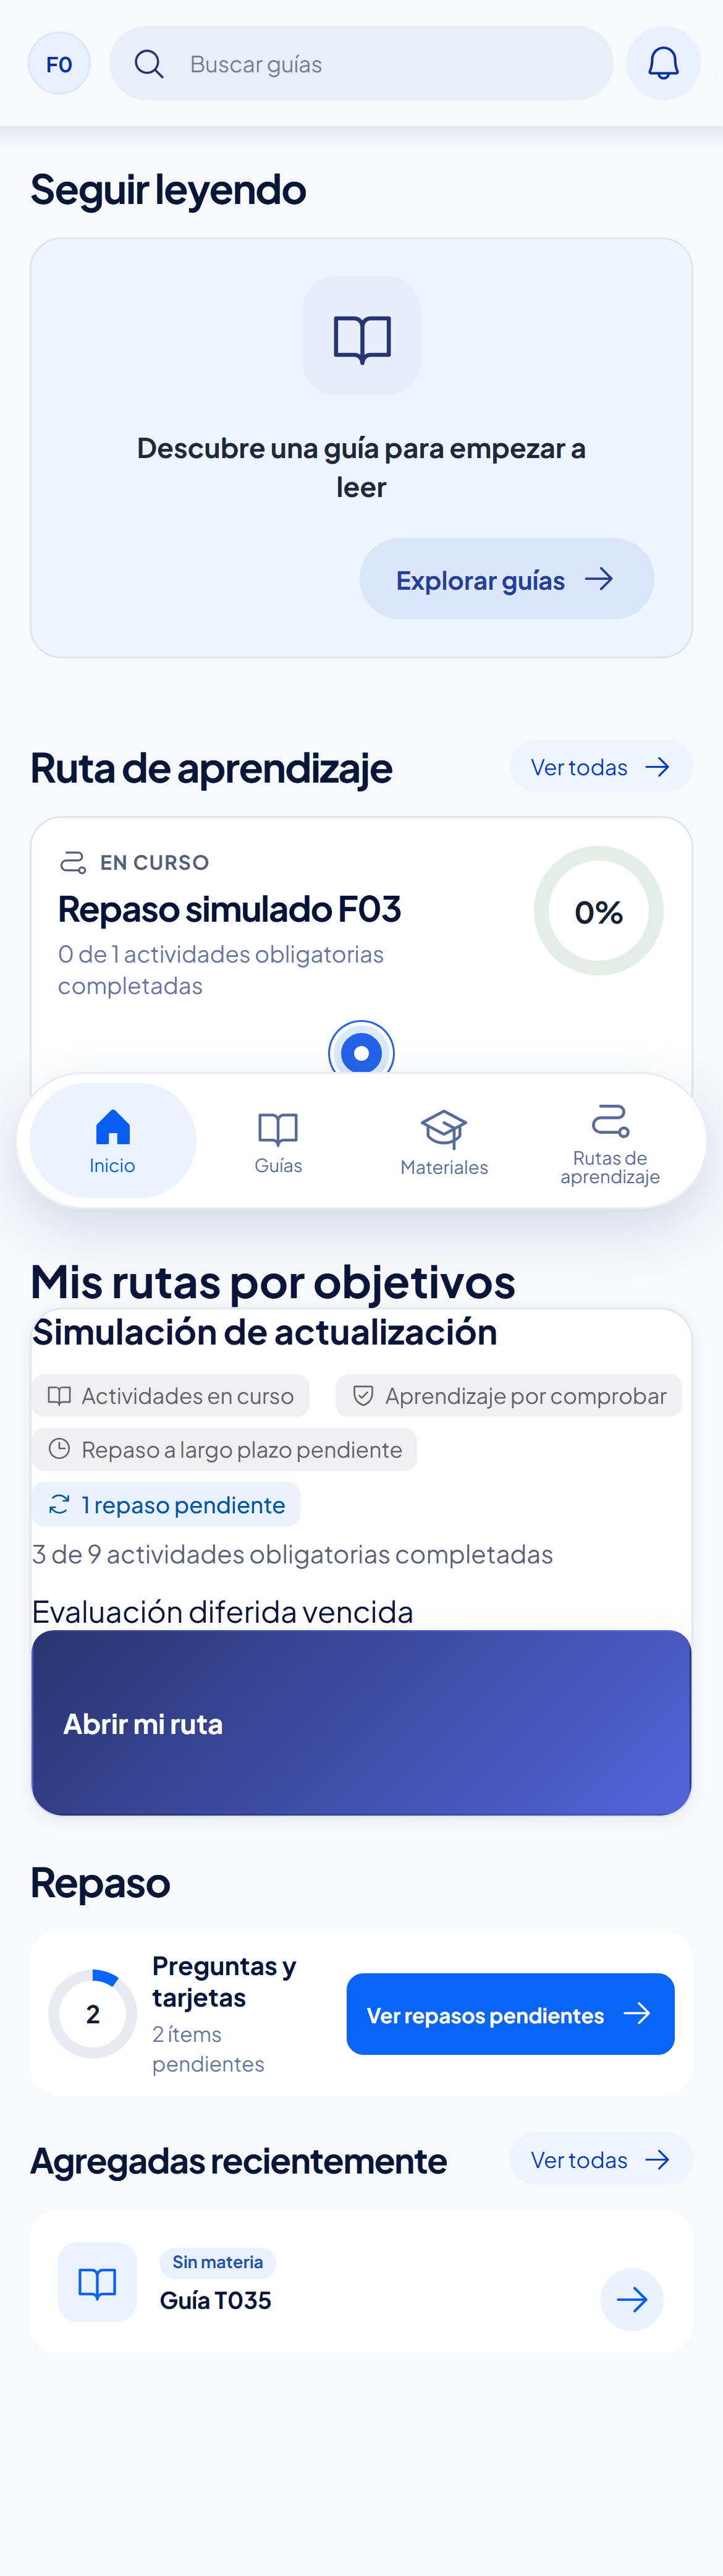 F0
Buscar guías
Seguir leyendo
Descubre una guía para empezar a
leer
Explorar guías
Ruta de aprendizaje
Ver todas
EN CURSO
Repaso simulado F03
0 de 1 actividades obligatorias
completadas
0%
Inicio
Guías
Materiales
Rutas de
aprendizaje
Mis rutas por objetivos
Simulación de actualización
Actividades en curso
Aprendizaje por comprobar
Repaso a largo plazo pendiente
1 repaso pendiente
3 de 9 actividades obligatorias completadas
Evaluación diferida vencida
Abrir mi ruta
Repaso
2
Preguntas y
tarjetas
2 ítems
pendientes
Ver repasos pendientes
Agregadas recientemente
Ver todas
Sin materia
Guía T035